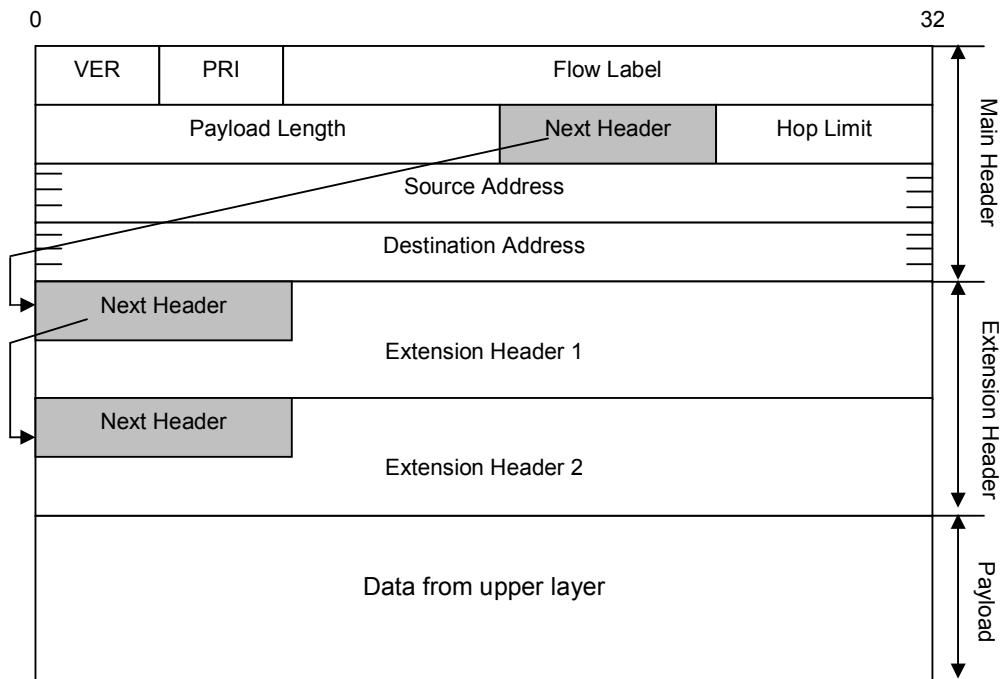 0 32
VER PRI Flow Label
Payload Length Next Header Hop Limit
Source Address
Destination Address
Main Header
Next Header
Extension Header 1
Next Header
Extension Header 2
Extension Header
Data from upper layer
Payload